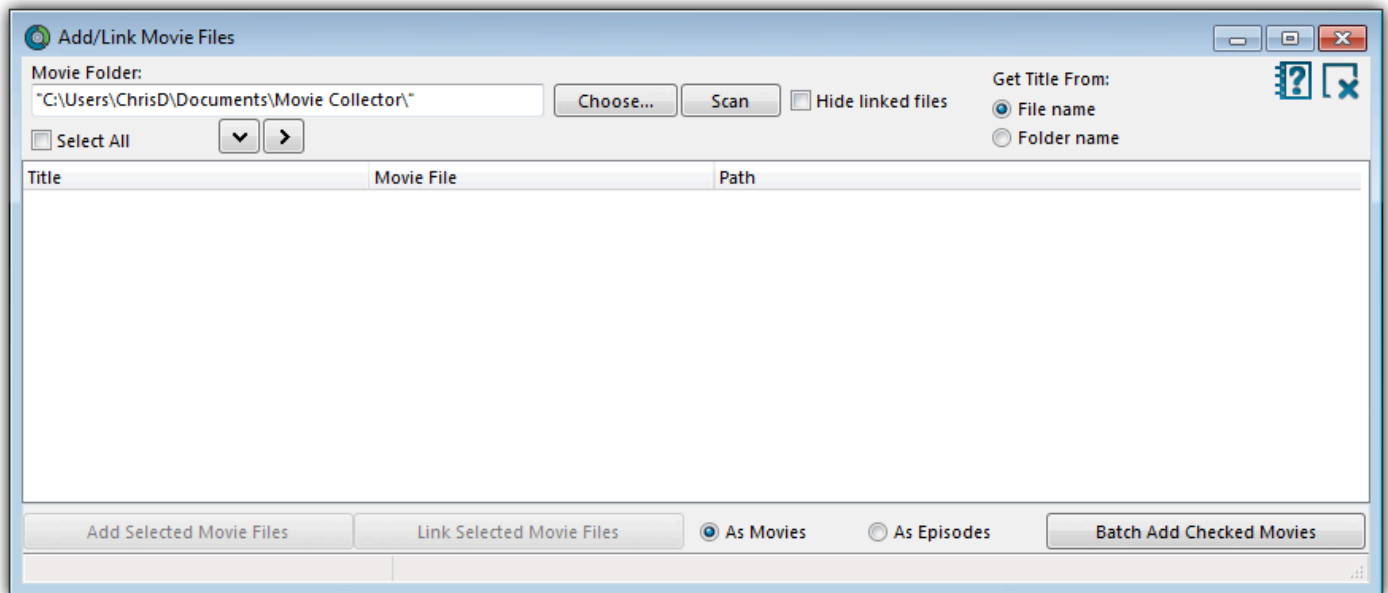 Add/Link Movie Files
Movie Folder:
"C:\Users\ChrisD\Documents\Movie Collector\"
Choose...
Scan
Hide linked files
Get Title From:
File name
Folder name
Select All
Title Movie File Path
Add Selected Movie Files
Link Selected Movie Files
As Movies
As Episodes
Batch Add Checked Movies